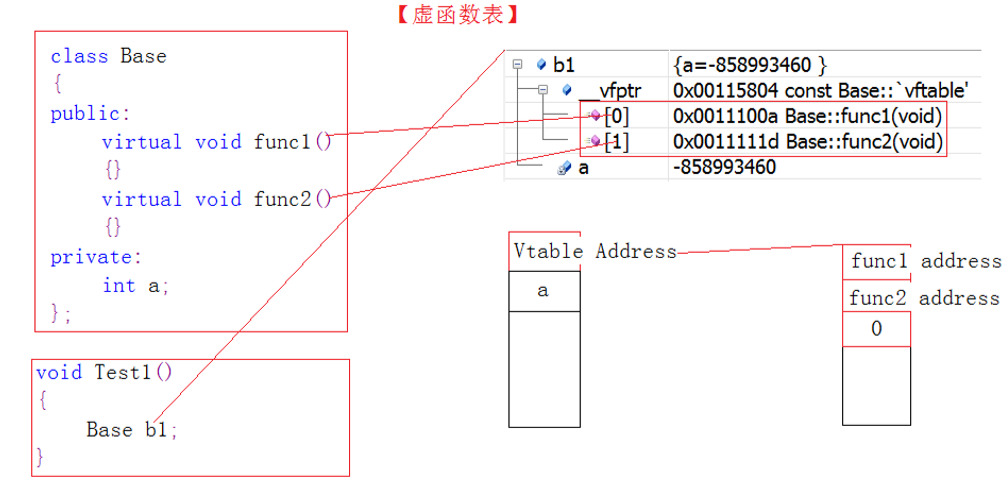 【虚函数表】
class Base
{
public:
virtual void func1()
{}
virtual void func2()
{}
private:
int a;
};
void Test1()
{
Base b1;
}
b1 {a=-858993460 }
__vfptr 0x00115804 const Base::`vftable'
[0] 0x0011100a Base::func1(void)
[1] 0x0011111d Base::func2(void)
a -858993460
Vtable Address
a
func1 address
func2 address
0